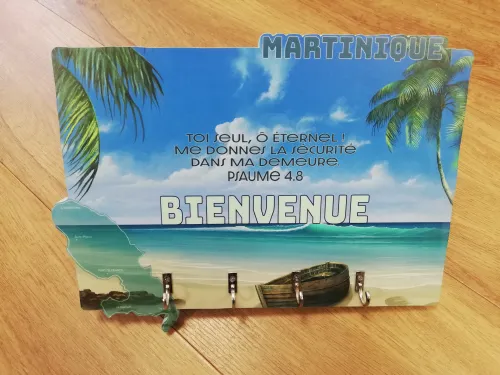 MARTINIQUE
TOI SEUL, Ô ÉTERNEL !
ME DONNES LA SÉCURITÉ
DANS MA DEMEURE
PSAUME 4.8
BIENVENUE